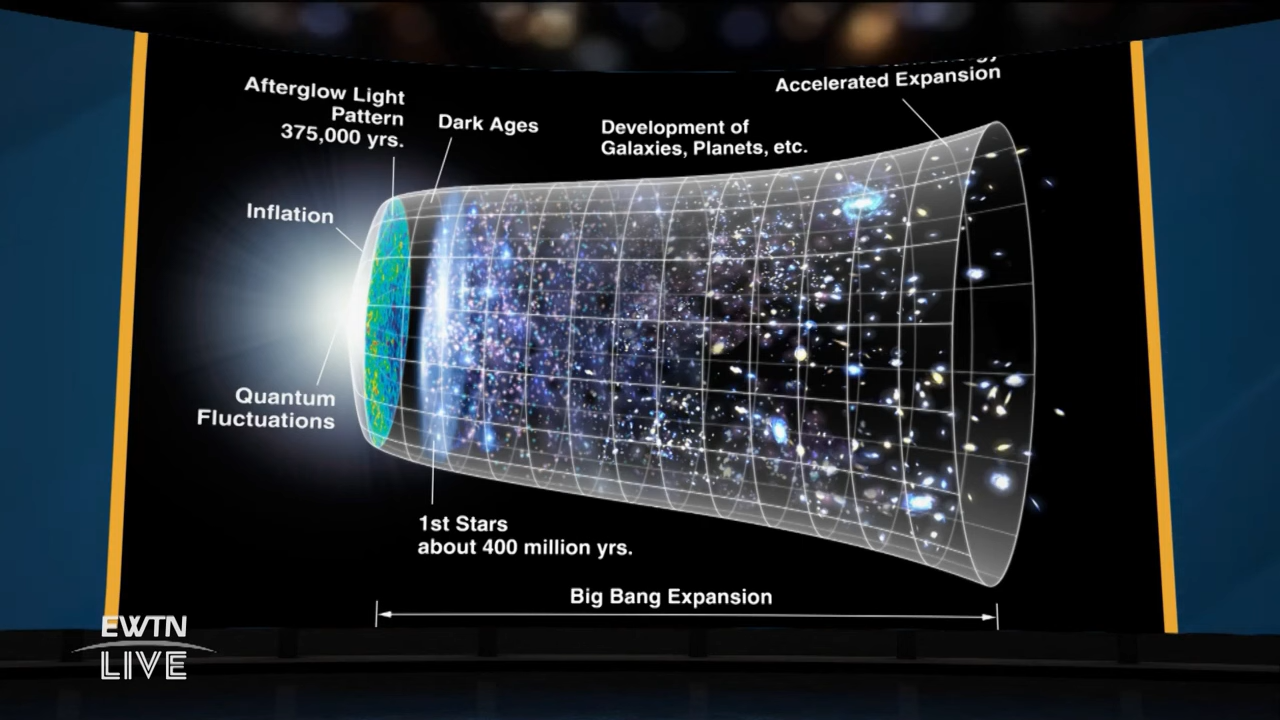 Accelerated Expansion
Afterglow Light
Pattern
375,000 yrs.
Dark Ages
Development of
Galaxies, Planets, etc.
Inflation
Quantum
Fluctuations
1st Stars
about 400 million yrs.
Big Bang Expansion
EWTN
LIVE